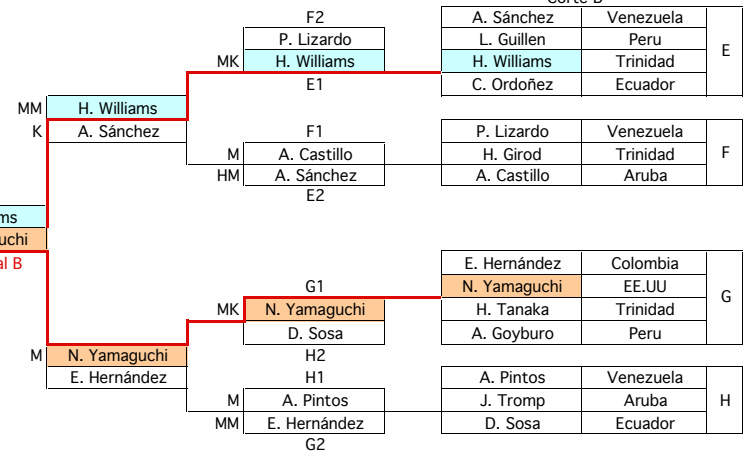 F2 A. Sánchez Venezuela
P. Lizardo L. Guillen Peru E
MK H. Williams H. Williams Trinidad
E1 C. Ordoñez Ecuador
MM H. Williams
K A. Sánchez F1 P. Lizardo Venezuela
M A. Castillo H. Girod Trinidad F
HM A. Sánchez A. Castillo Aruba
E2
E. Hernández Colombia
G1 N. Yamaguchi EE.UU G
MK N. Yamaguchi H. Tanaka Trinidad
D. Sosa A. Goyburo Peru
M N. Yamaguchi H2
E. Hernández H1 A. Pintos Venezuela
M A. Pintos J. Tromp Aruba H
MM E. Hernández D. Sosa Ecuador
G2